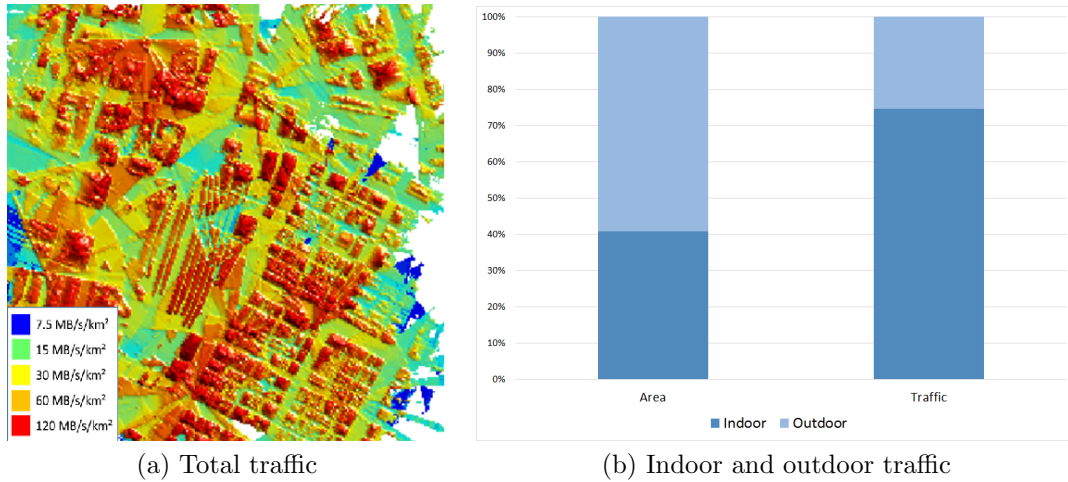 7.5 MB/s/km²
15 MB/s/km²
30 MB/s/km²
60 MB/s/km²
120 MB/s/km²
(a) Total traffic
100%
90%
80%
70%
60%
50%
40%
30%
20%
10%
0%
Area Traffic
Indoor Outdoor
(b) Indoor and outdoor traffic